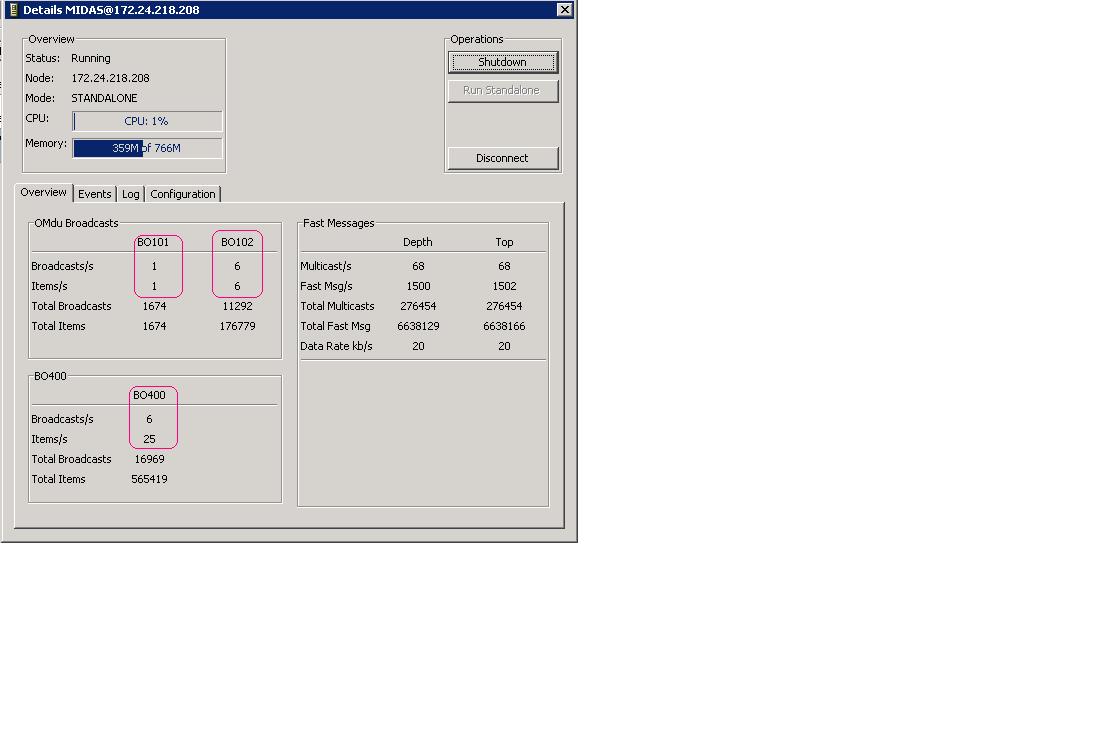 Details MIDAS@172.24.218.208
Overview
Status: Running
Node: 172.24.218.208
Mode: STANDALONE
CPU: CPU: 1%
Memory: 359M of 766M
Operations
Shutdown
Run Standalone
Disconnect
Overview Events Log Configuration
OMdu Broadcasts
BO101 BO102
Broadcasts/s 1 6
Items/s 1 6
Total Broadcasts 1674 11292
Total Items 1674 176779
BO400
BO400
Broadcasts/s 6
Items/s 25
Total Broadcasts 16969
Total Items 565419
Fast Messages
Depth Top
Multicast/s 68 68
Fast Msg/s 1500 1502
Total Multicasts 276454 276454
Total Fast Msg 6638129 6638166
Data Rate kb/s 20 20